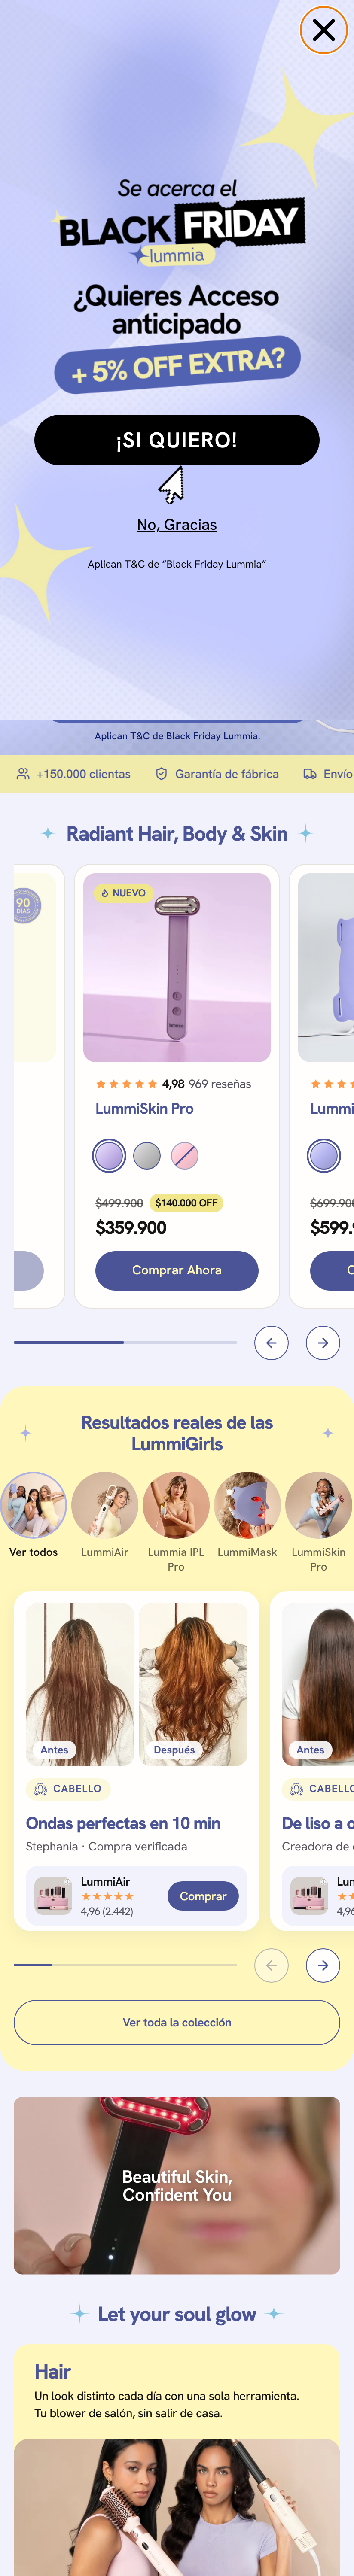 Se acerca el
BLACK FRIDAY
lummia
¿Quieres Acceso
anticipado
+ 5% OFF EXTRA?
¡SI QUIERO!
No, Gracias
Aplican T&C de “Black Friday Lummia”
Aplican T&C de Black Friday Lummia.
+150.000 clientas
Garantía de fábrica
Envío
Radiant Hair, Body & Skin
90
DÍAS
NUEVO
4,98 969 reseñas
LummiSkin Pro
$499.900 $140.000 OFF
$359.900
Comprar Ahora
Lummi
$699.900
$599.
C
Resultados reales de las
LummiGirls
Ver todos
LummiAir
Lummia IPL
Pro
LummiMask
LummiSkin
Pro
Antes
Después
CABELLO
Ondas perfectas en 10 min
Stephania · Compra verificada
LummiAir
4,96 (2.442)
Comprar
Antes
CABELLO
De liso a o
Creadora de
Lum
4,96
Ver toda la colección
Beautiful Skin,
Confident You
Let your soul glow
Hair
Un look distinto cada día con una sola herramienta.
Tu blower de salón, sin salir de casa.